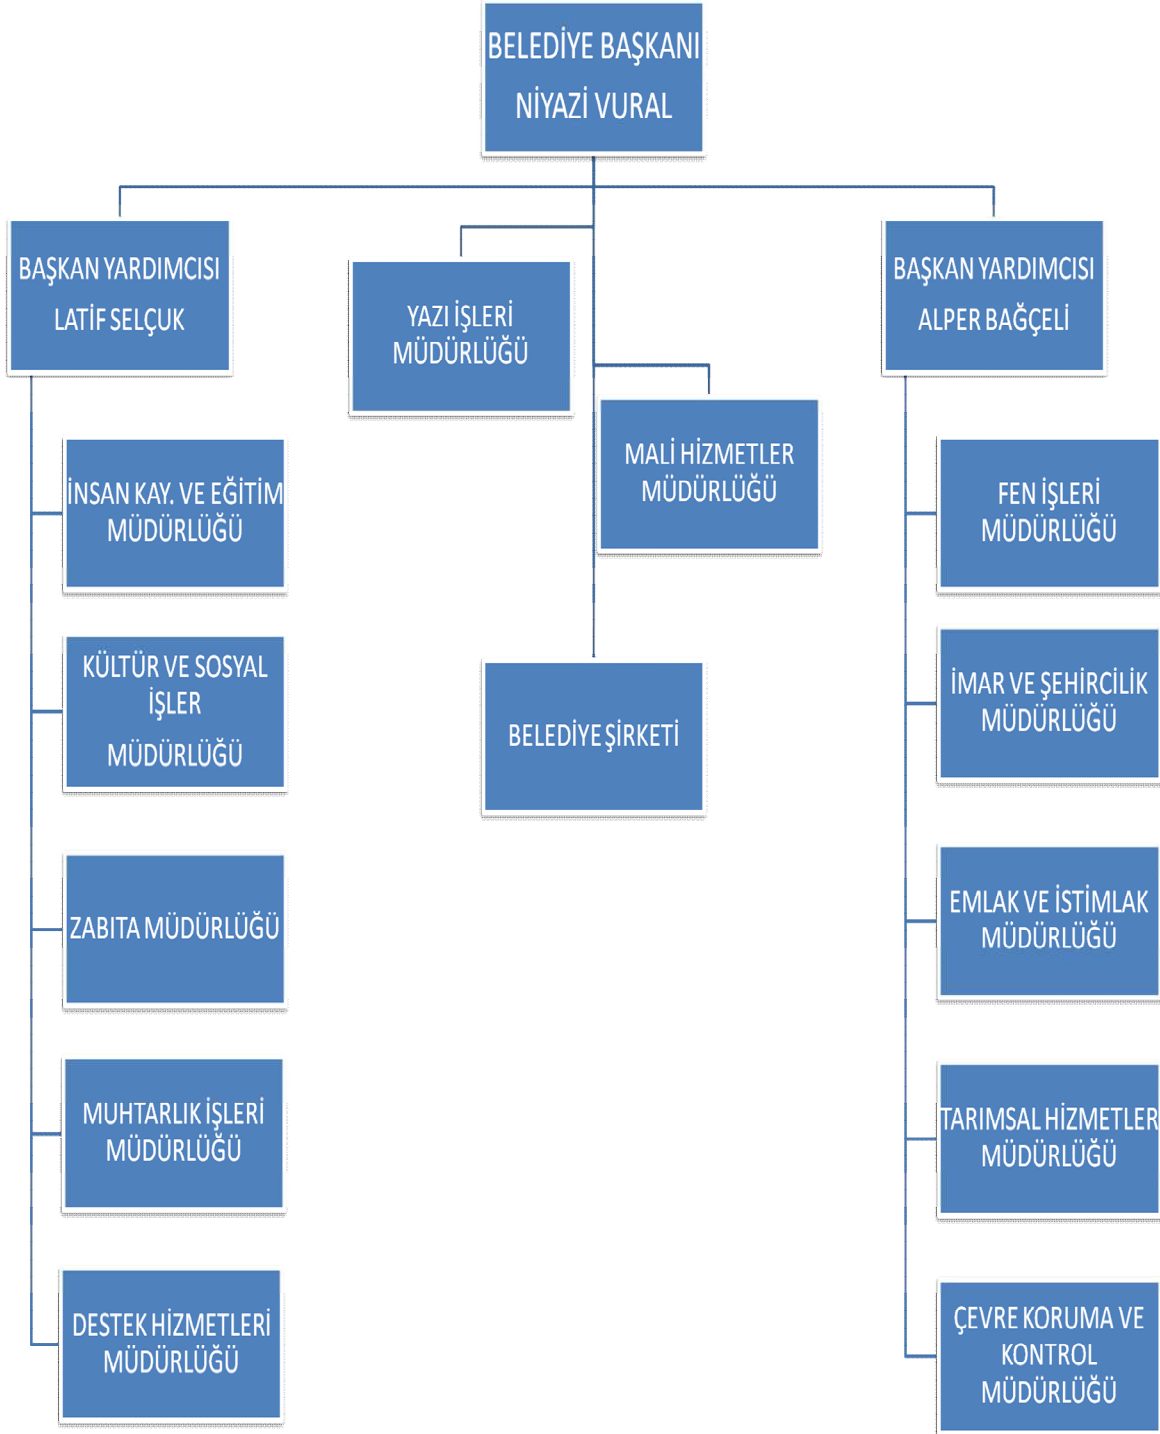 BELEDİYE BAŞKANI
NİYAZİ VURAL
BAŞKAN YARDIMCISI
LATİF SELÇUK
YAZI İŞLERİ
MÜDÜRLÜĞÜ
MALİ HİZMETLER
MÜDÜRLÜĞÜ
BELEDİYE ŞİRKETİ
BAŞKAN YARDIMCISI
ALPER BAĞÇELİ
İNSAN KAY. VE EĞİTİM
MÜDÜRLÜĞÜ
KÜLTÜR VE SOSYAL
İŞLER
MÜDÜRLÜĞÜ
ZABITA MÜDÜRLÜĞÜ
MUHTARLIK İŞLERİ
MÜDÜRLÜĞÜ
DESTEK HİZMETLERİ
MÜDÜRLÜĞÜ
FEN İŞLERİ
MÜDÜRLÜĞÜ
İMAR VE ŞEHİRCİLİK
MÜDÜRLÜĞÜ
EMLAK VE İSTİMLAK
MÜDÜRLÜĞÜ
TARIMSAL HİZMETLER
MÜDÜRLÜĞÜ
ÇEVRE KORUMA VE
KONTROL
MÜDÜRLÜĞÜ